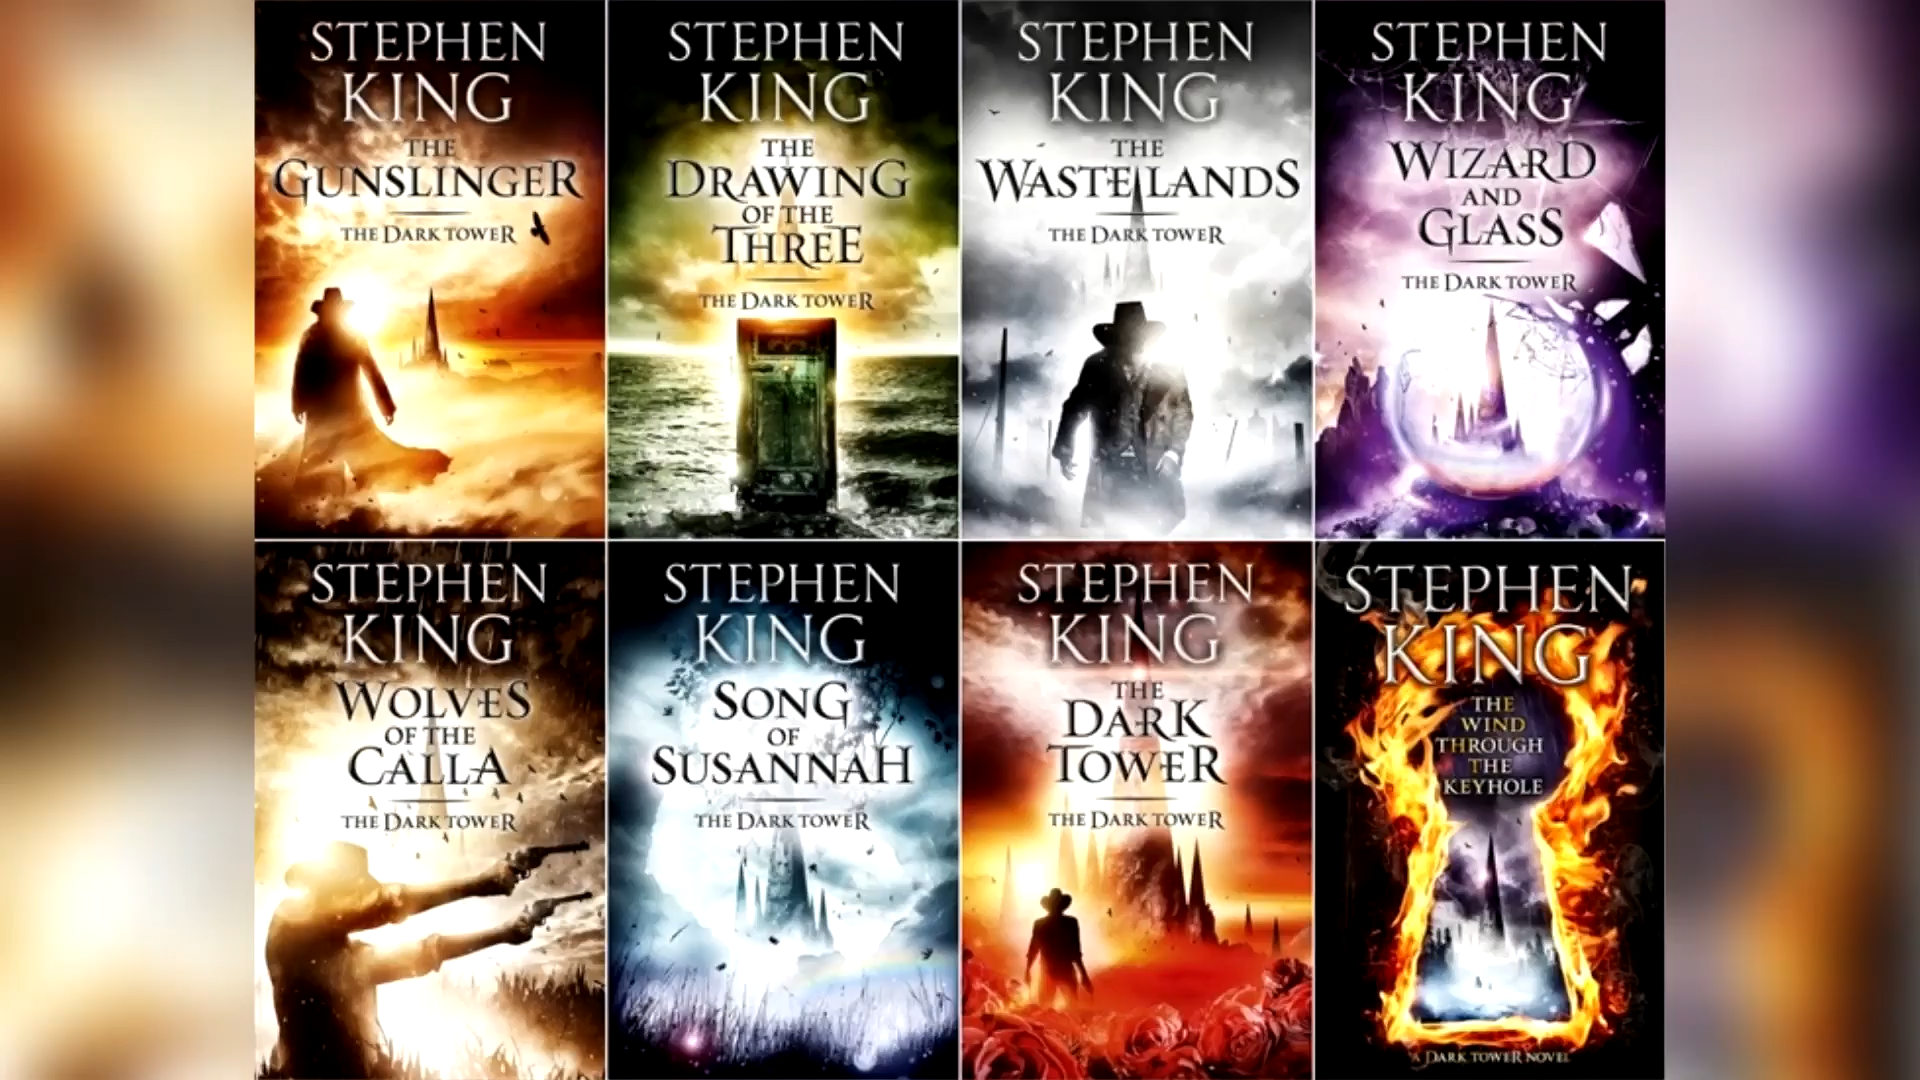 STEPHEN
KING
THE
GUNSLINGER
THE DARK TOWER
STEPHEN
KING
THE
DRAWING
OF THE
THREE
THE DARK TOWER
STEPHEN
KING
THE
WASTE LANDS
THE DARK TOWER
STEPHEN
KING
WIZARD
AND
GLASS
THE DARK TOWER
STEPHEN
KING
WOLVES
OF THE
CALLA
THE DARK TOWER
STEPHEN
KING
SONG
OF
SUSANNAH
THE DARK TOWER
STEPHEN
KING
THE
DARK
TOWER
THE DARK TOWER
STEPHEN
KING
THE
WIND
THROUGH
THE
KEYHOLE
A DARK TOWER NOVEL